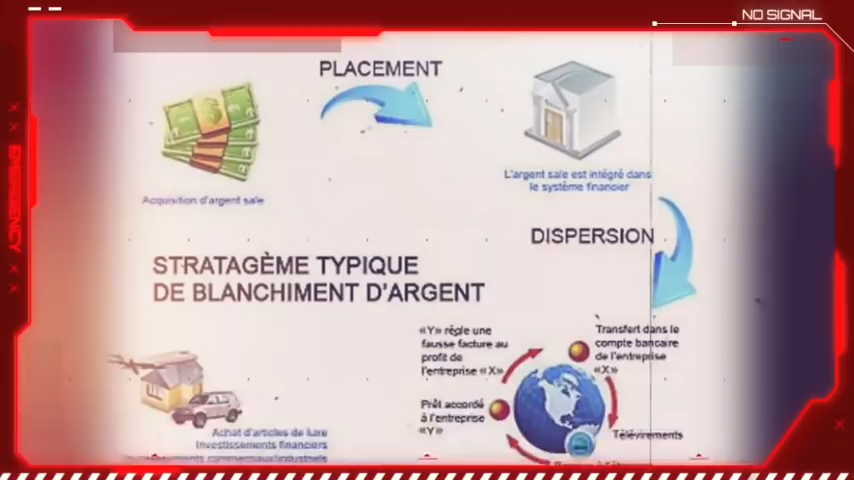 NO SIGNAL
EMERGENCY
PLACEMENT
Acquisition d'argent sale
L'argent sale est intégré dans
le système financier
DISPERSION
STRATAGÈME TYPIQUE
DE BLANCHIMENT D'ARGENT
«Y» règle une
fausse facture au
profit de
l'entreprise «X»
Transfert dans le
compte bancaire
de l'entreprise
«X»
Prêt accordé
à l'entreprise
«Y»
Télévirements
Achat d'articles de luxe
Investissements financiers